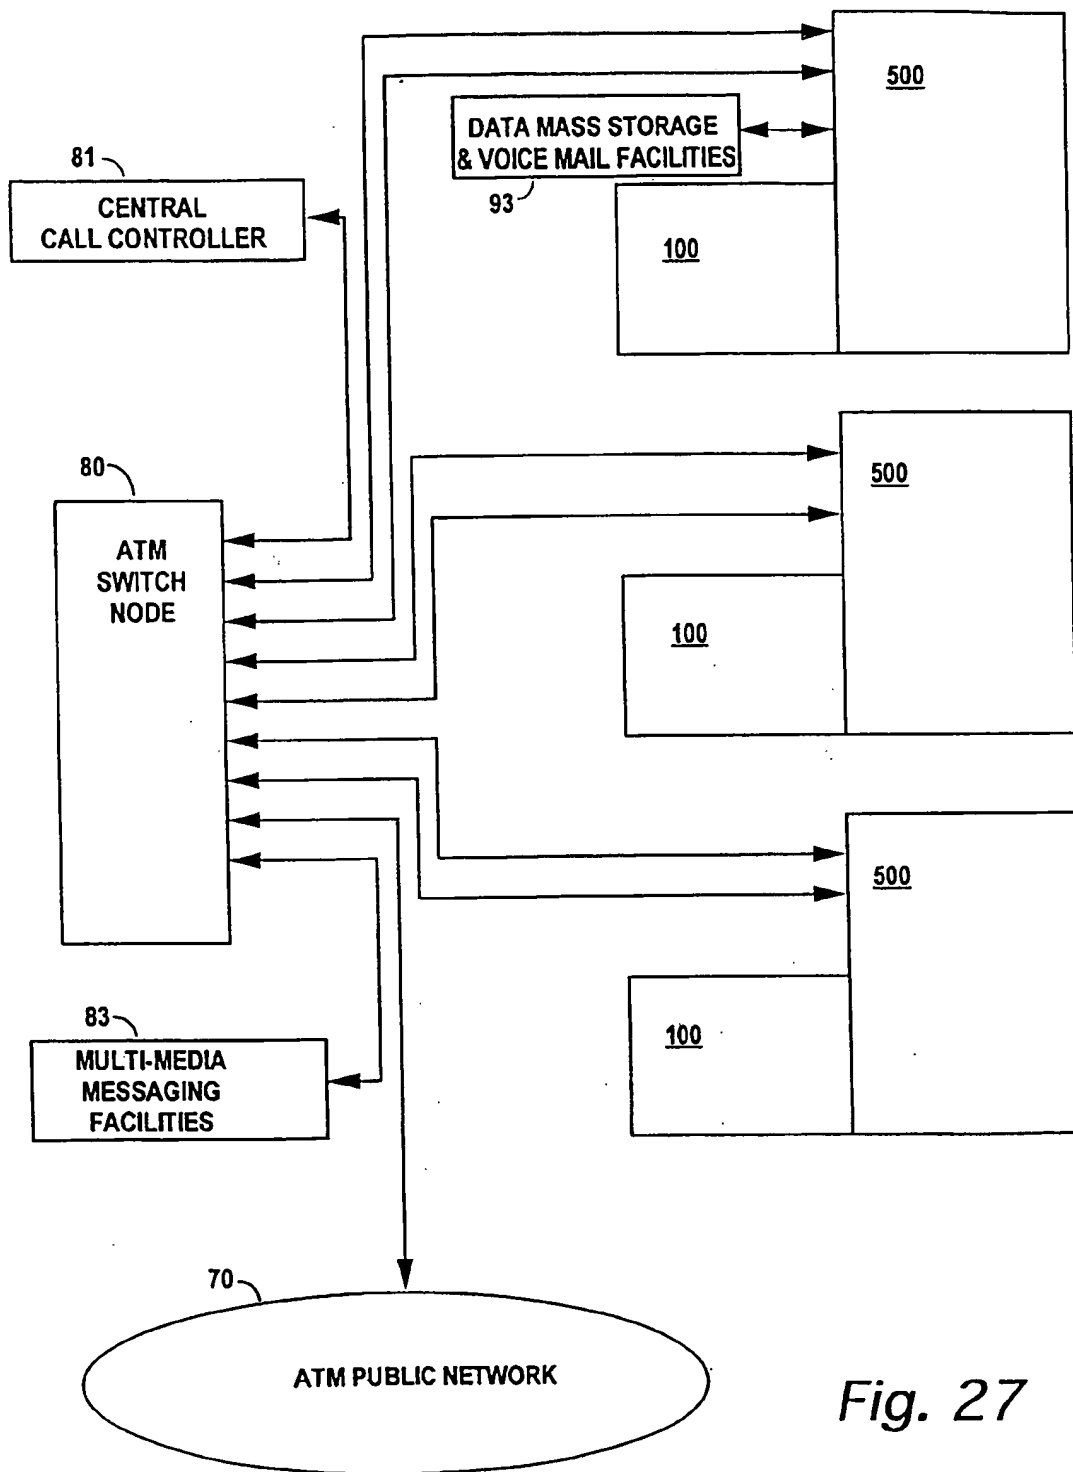 500
DATA MASS STORAGE
& VOICE MAIL FACILITIES
93
81
CENTRAL
CALL CONTROLLER
100
80
ATM
SWITCH
NODE
500
100
500
100
83
MULTI-MEDIA
MESSAGING
FACILITIES
70
ATM PUBLIC NETWORK
Fig. 27